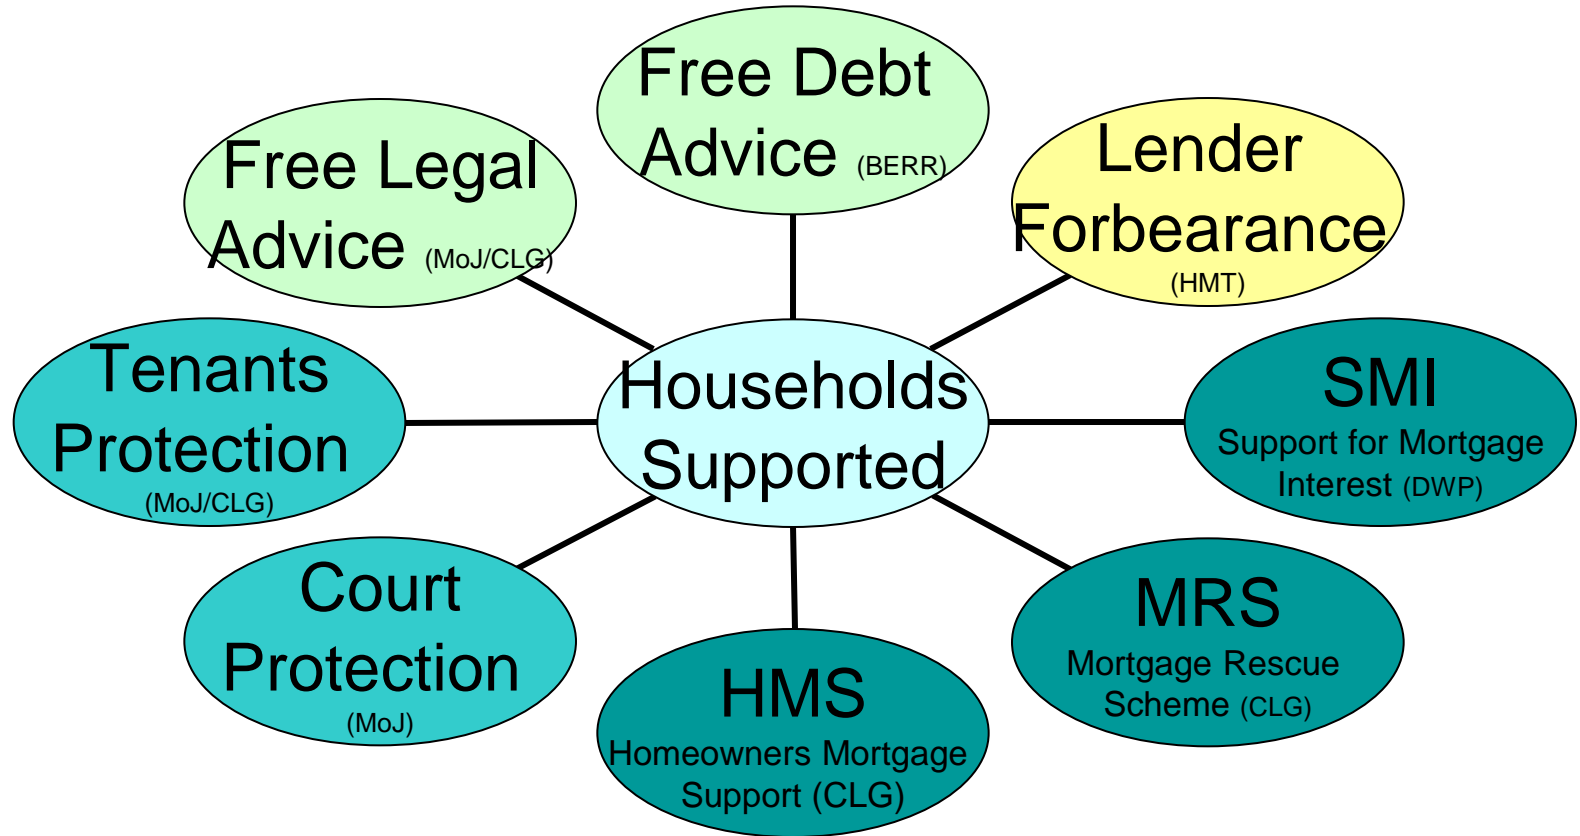 Free Debt
Advice (BERR)
Free Legal
Advice (MoJ/CLG)
Lender
Forbearance
(HMT)
Tenants
Protection
(MoJ/CLG)
Households
Supported
SMI
Support for Mortgage
Interest (DWP)
Court
Protection
(MoJ)
HMS
Homeowners Mortgage
Support (CLG)
MRS
Mortgage Rescue
Scheme (CLG)